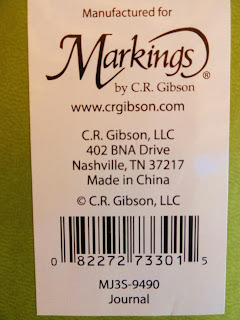 Manufactured for
Markings®
by C.R. Gibson
www.crgibson.com
C.R. Gibson, LLC
402 BNA Drive
Nashville, TN 37217
Made in China
© C.R. Gibson, LLC
0 82272 73301 5
MJ3S-9490
Journal